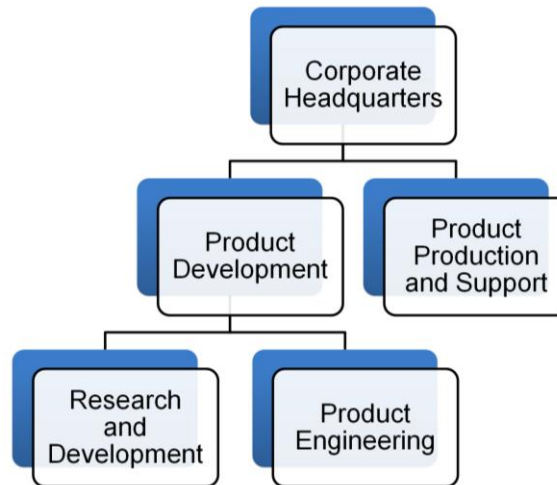 Corporate
Headquarters
Product
Development
Product
Production
and Support
Research
and
Development
Product
Engineering